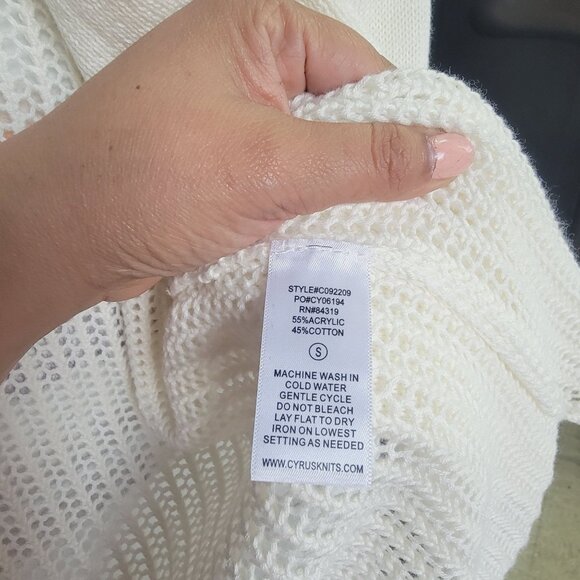 STYLE#C092209
PO#CY06194
RN#84319
55%ACRYLIC
45%COTTON
S
MACHINE WASH IN
COLD WATER
GENTLE CYCLE
DO NOT BLEACH
LAY FLAT TO DRY
IRON ON LOWEST
SETTING AS NEEDED
WWW.CYRUSKNITS.COM